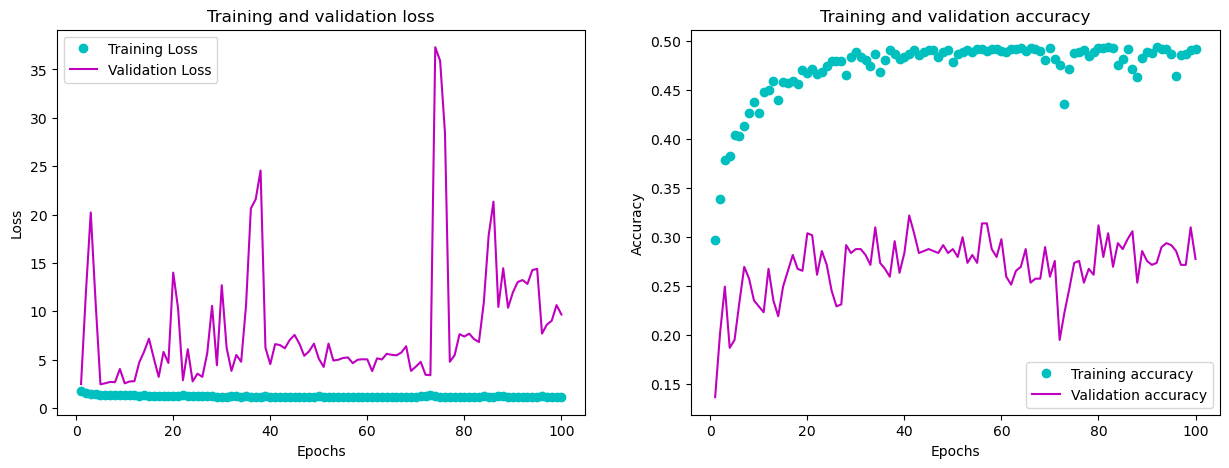 Training and validation loss
Training Loss
Validation Loss
35
30
25
20
15
10
5
0
0 20 40 60 80 100
Loss
Epochs
Training and validation accuracy
0.50
0.45
0.40
0.35
0.30
0.25
0.20
0.15
0 20 40 60 80 100
Accuracy
Epochs
Training accuracy
Validation accuracy